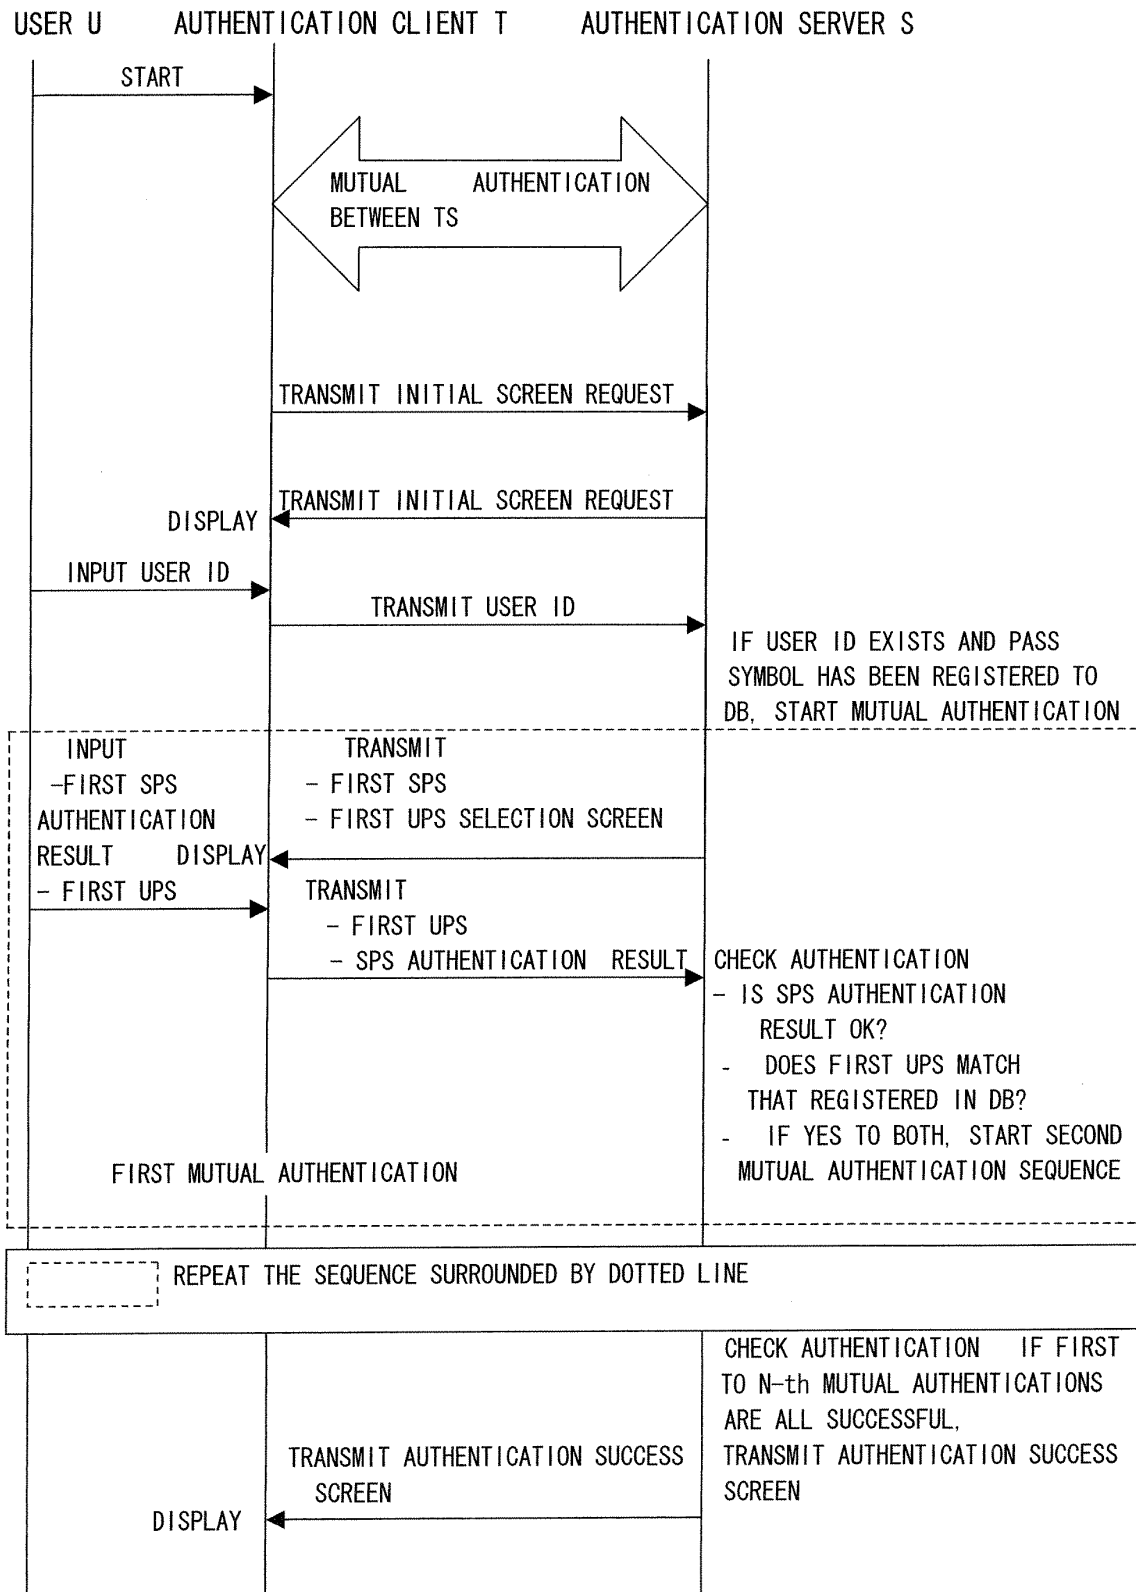 USER U AUTHENTICATION CLIENT T AUTHENTICATION SERVER S
START
MUTUAL AUTHENTICATION
BETWEEN TS
TRANSMIT INITIAL SCREEN REQUEST
TRANSMIT INITIAL SCREEN REQUEST
DISPLAY
INPUT USER ID
TRANSMIT USER ID
IF USER ID EXISTS AND PASS
SYMBOL HAS BEEN REGISTERED TO
DB, START MUTUAL AUTHENTICATION
INPUT
-FIRST SPS
AUTHENTICATION
RESULT DISPLAY
- FIRST UPS
TRANSMIT
- FIRST SPS
- FIRST UPS SELECTION SCREEN
TRANSMIT
- FIRST UPS
- SPS AUTHENTICATION RESULT
CHECK AUTHENTICATION
- IS SPS AUTHENTICATION
RESULT OK?
- DOES FIRST UPS MATCH
THAT REGISTERED IN DB?
- IF YES TO BOTH, START SECOND
MUTUAL AUTHENTICATION SEQUENCE
FIRST MUTUAL AUTHENTICATION
REPEAT THE SEQUENCE SURROUNDED BY DOTTED LINE
CHECK AUTHENTICATION IF FIRST
TO N-th MUTUAL AUTHENTICATIONS
ARE ALL SUCCESSFUL,
TRANSMIT AUTHENTICATION SUCCESS
SCREEN
TRANSMIT AUTHENTICATION SUCCESS
SCREEN
DISPLAY